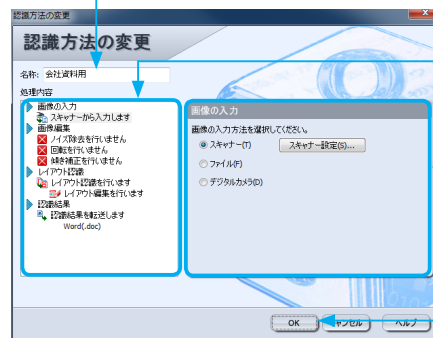 認識方法の変更
認識方法の変更
名称: 会社資料用
処理内容
画像の入力
スキャナーから入力します
画像編集
ノイズ除去を行いません
回転を行いません
傾き補正を行いません
レイアウト認識
レイアウト認識を行います
レイアウト編集を行います
認識結果
認識結果を転送します
Word(.doc)
画像の入力
画像の入力方法を選択してください。
スキャナー(T)
スキャナー設定(S)...
ファイル(F)
デジタルカメラ(D)
OK
キャンセル
ヘルプ